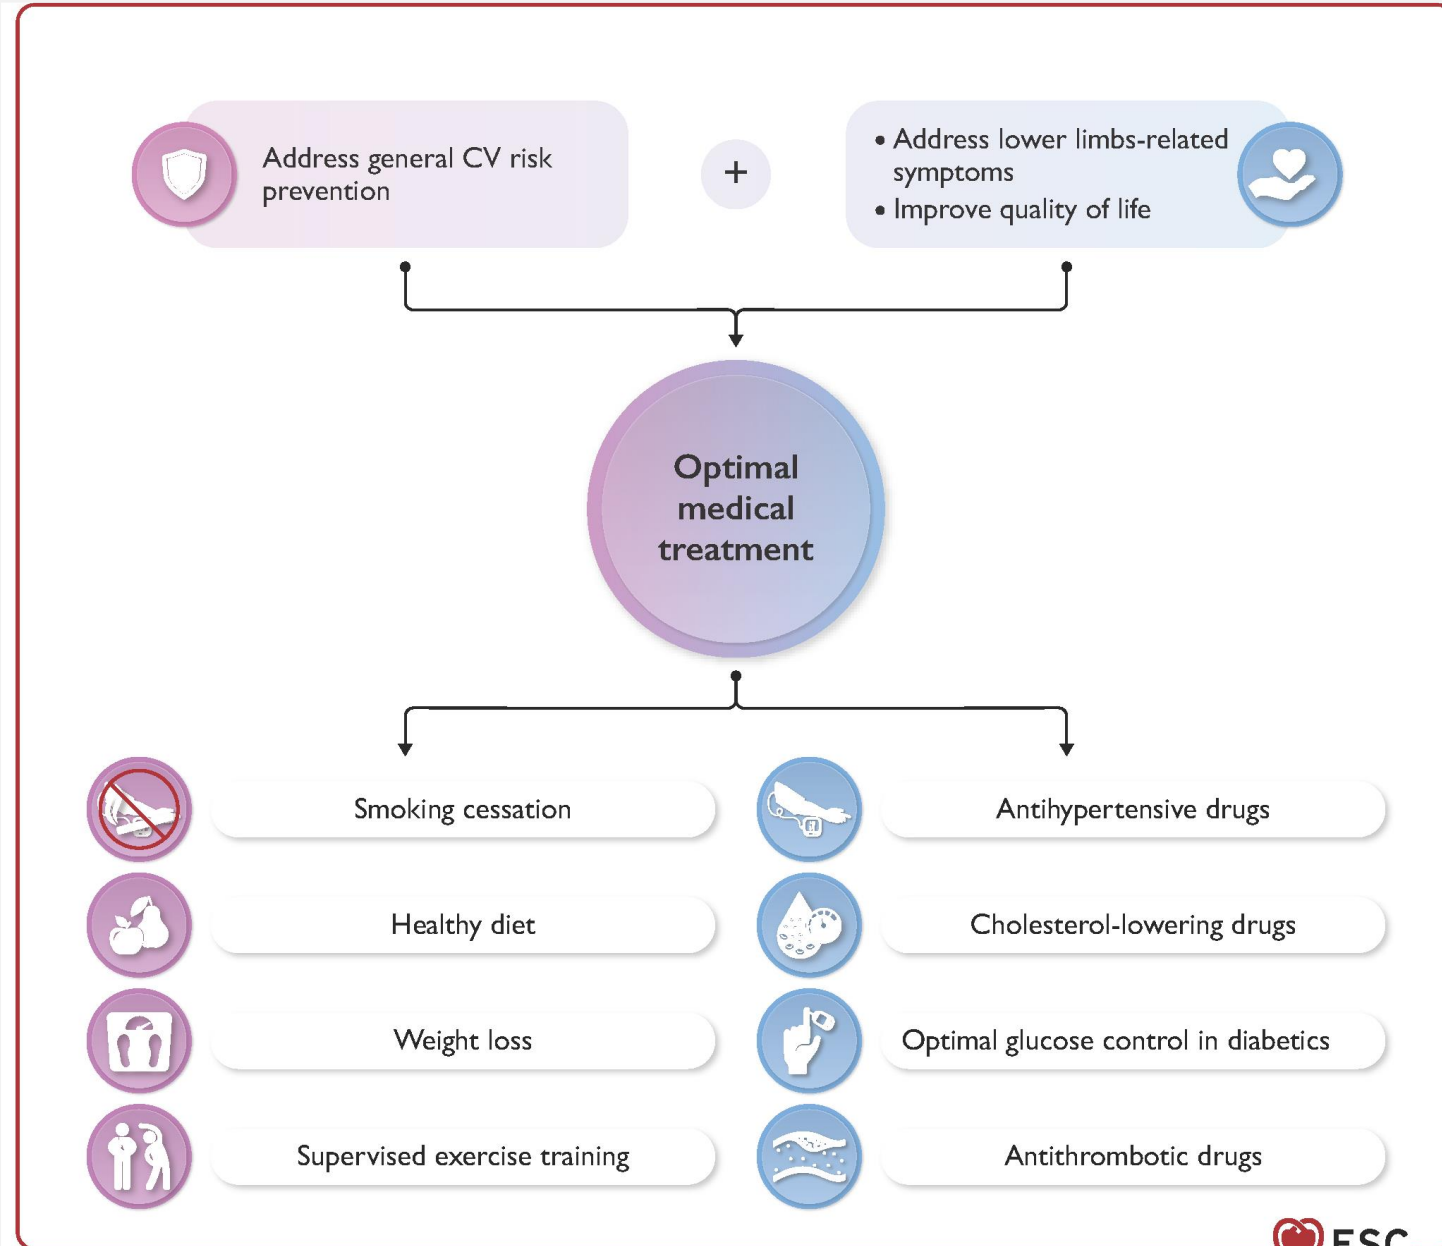 Address general CV risk
prevention
+
• Address lower limbs-related
symptoms
• Improve quality of life
Optimal
medical
treatment
Smoking cessation
Antihypertensive drugs
Healthy diet
Cholesterol-lowering drugs
Weight loss
Optimal glucose control in diabetics
Supervised exercise training
Antithrombotic drugs
ESC